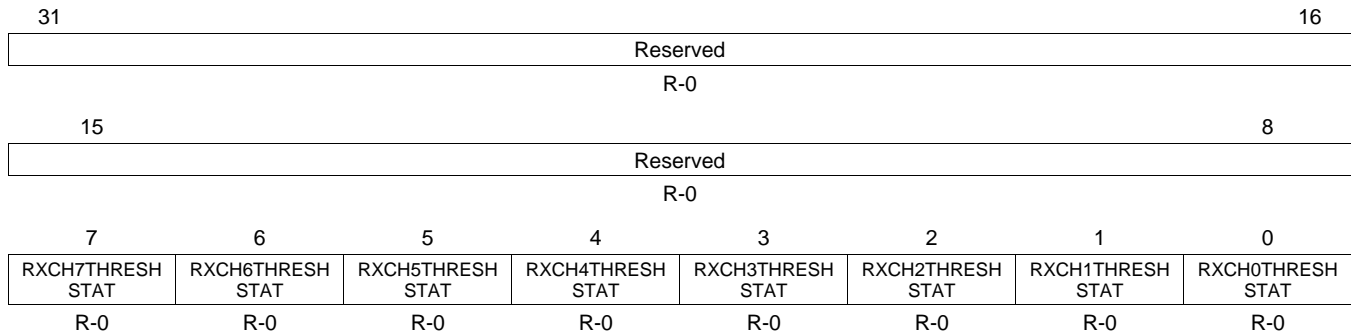 31 16
Reserved
R-0
15 8
Reserved
R-0
7 6 5 4 3 2 1 0
RXCH7THRESH RXCH6THRESH RXCH5THRESH RXCH4THRESH RXCH3THRESH RXCH2THRESH RXCH1THRESH RXCH0THRESH
STAT STAT STAT STAT STAT STAT STAT STAT
R-0 R-0 R-0 R-0 R-0 R-0 R-0 R-0